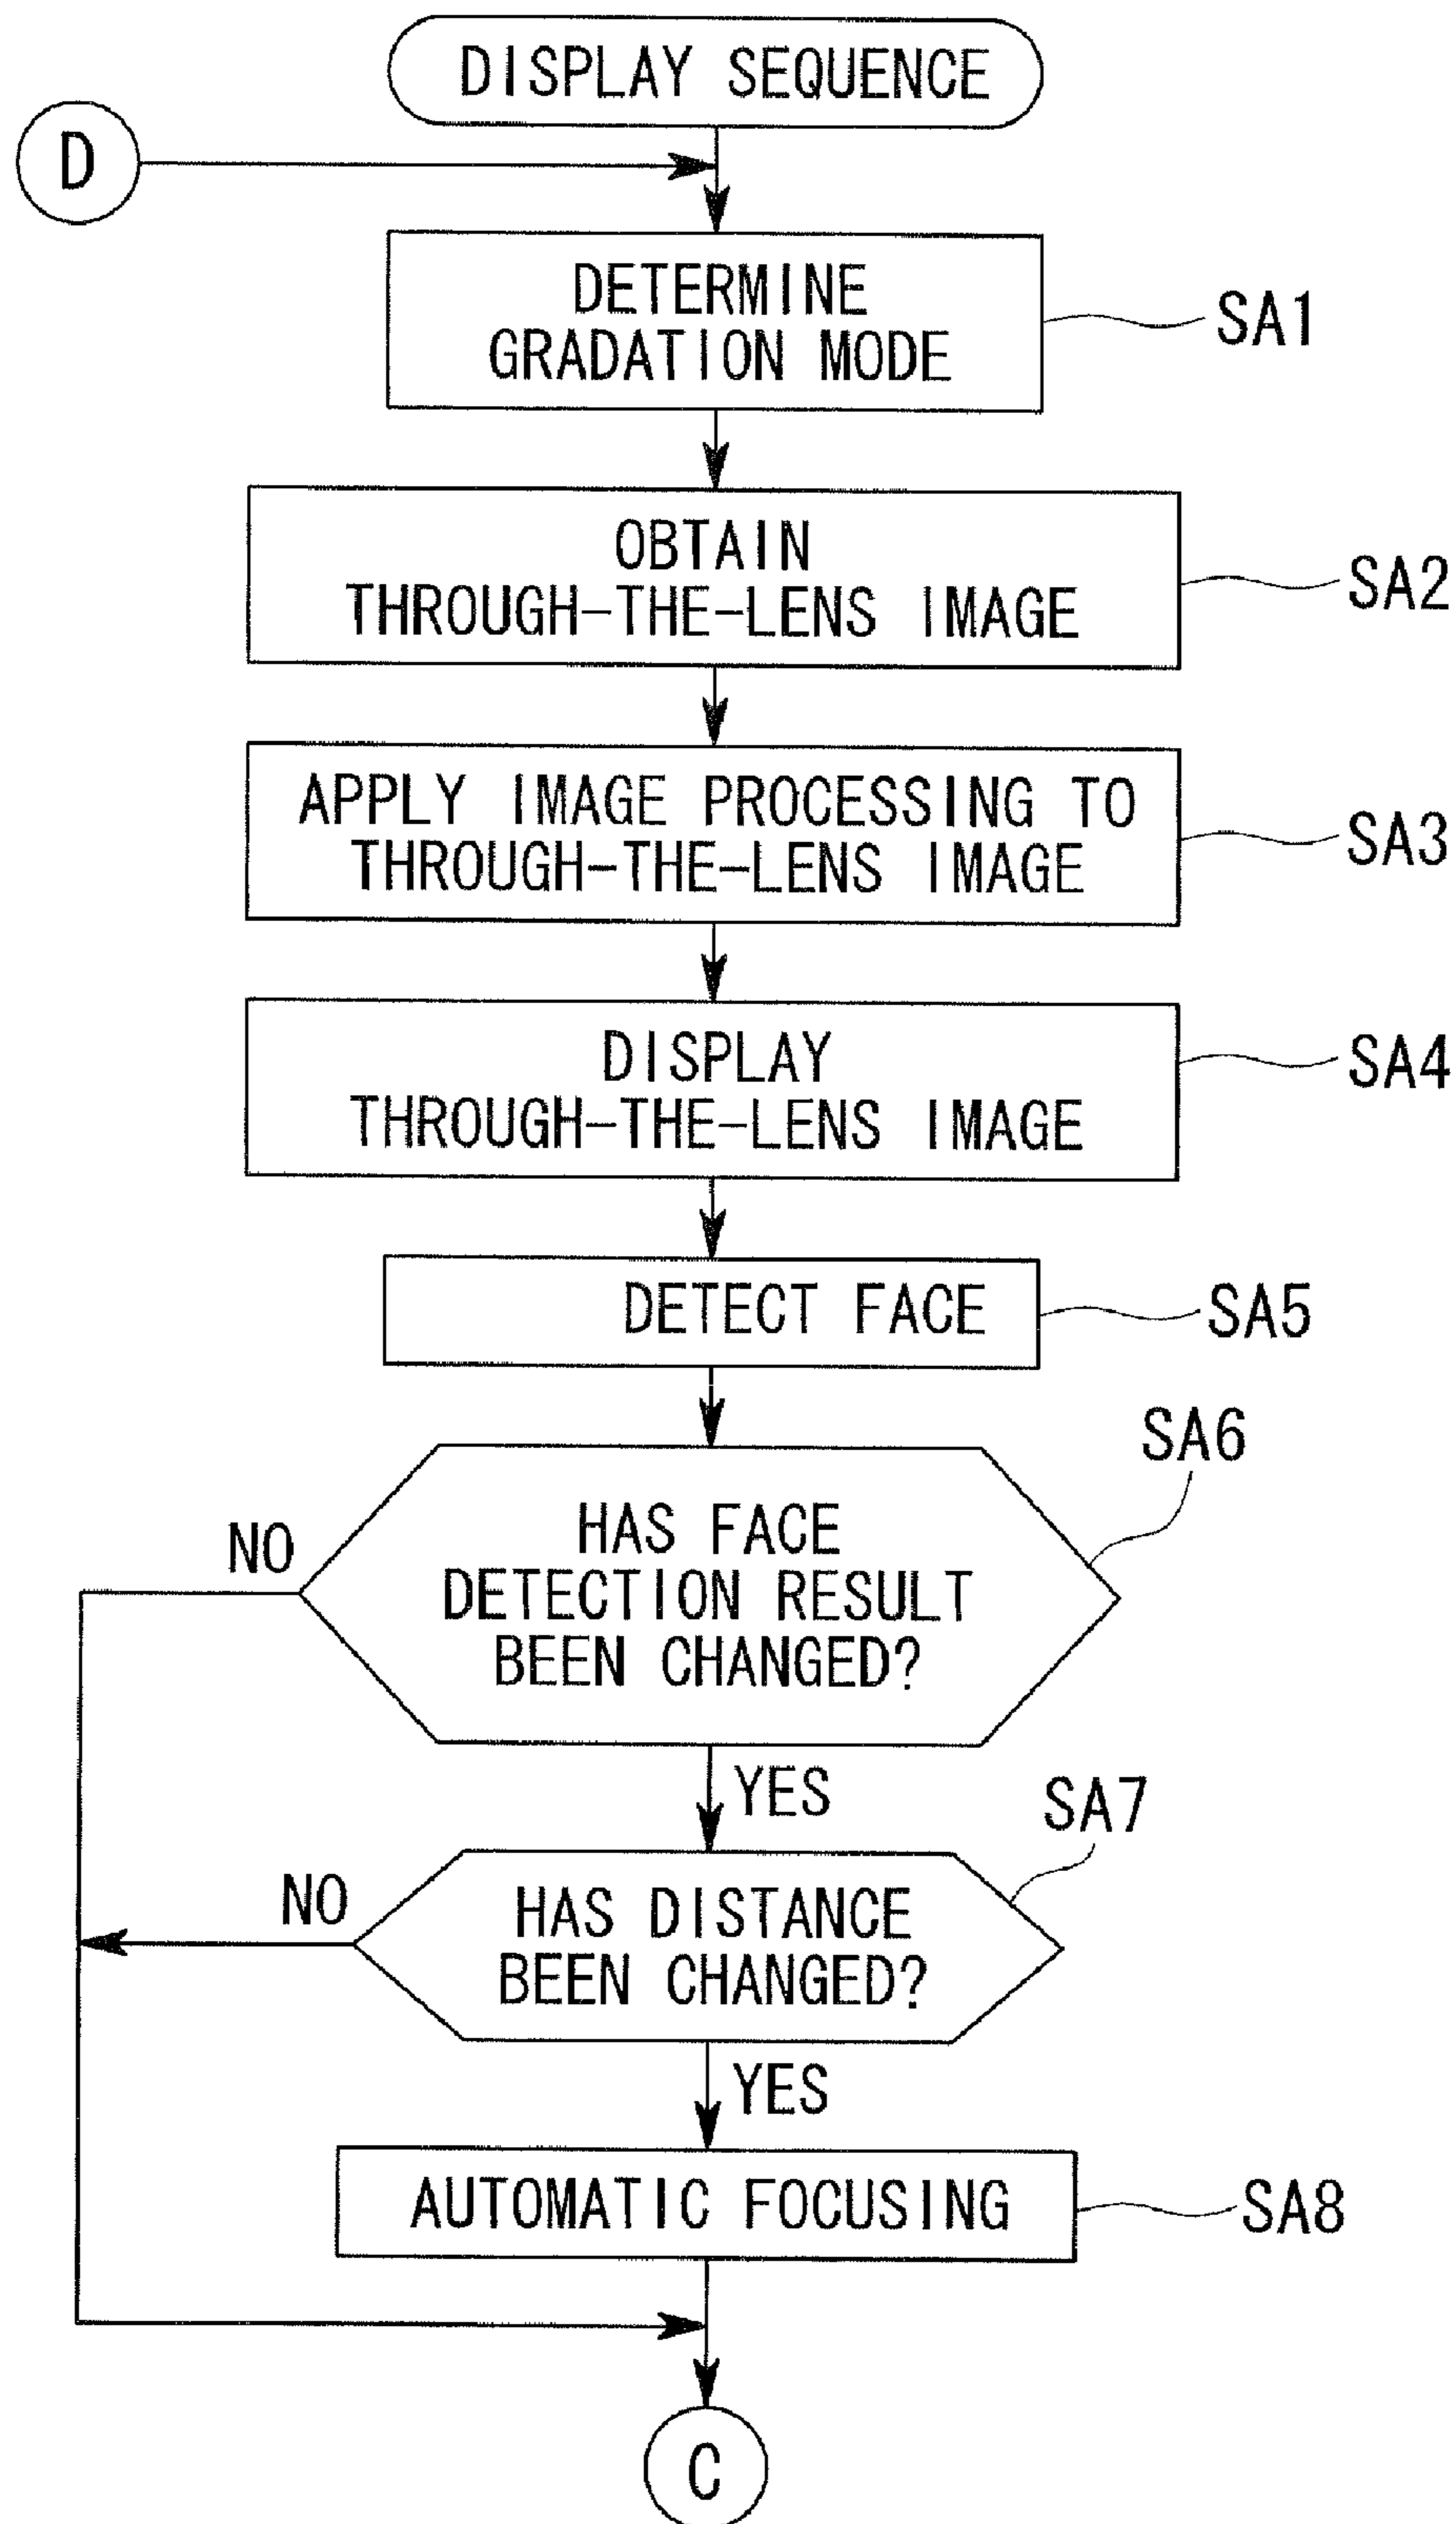 DISPLAY SEQUENCE
D
DETERMINE
GRADATION MODE
SA1
OBTAIN
THROUGH-THE-LENS IMAGE
SA2
APPLY IMAGE PROCESSING TO
THROUGH-THE-LENS IMAGE
SA3
DISPLAY
THROUGH-THE-LENS IMAGE
SA4
DETECT FACE
SA5
SA6
HAS FACE
DETECTION RESULT
BEEN CHANGED?
NO
YES
SA7
HAS DISTANCE
BEEN CHANGED?
NO
YES
AUTOMATIC FOCUSING
SA8
C